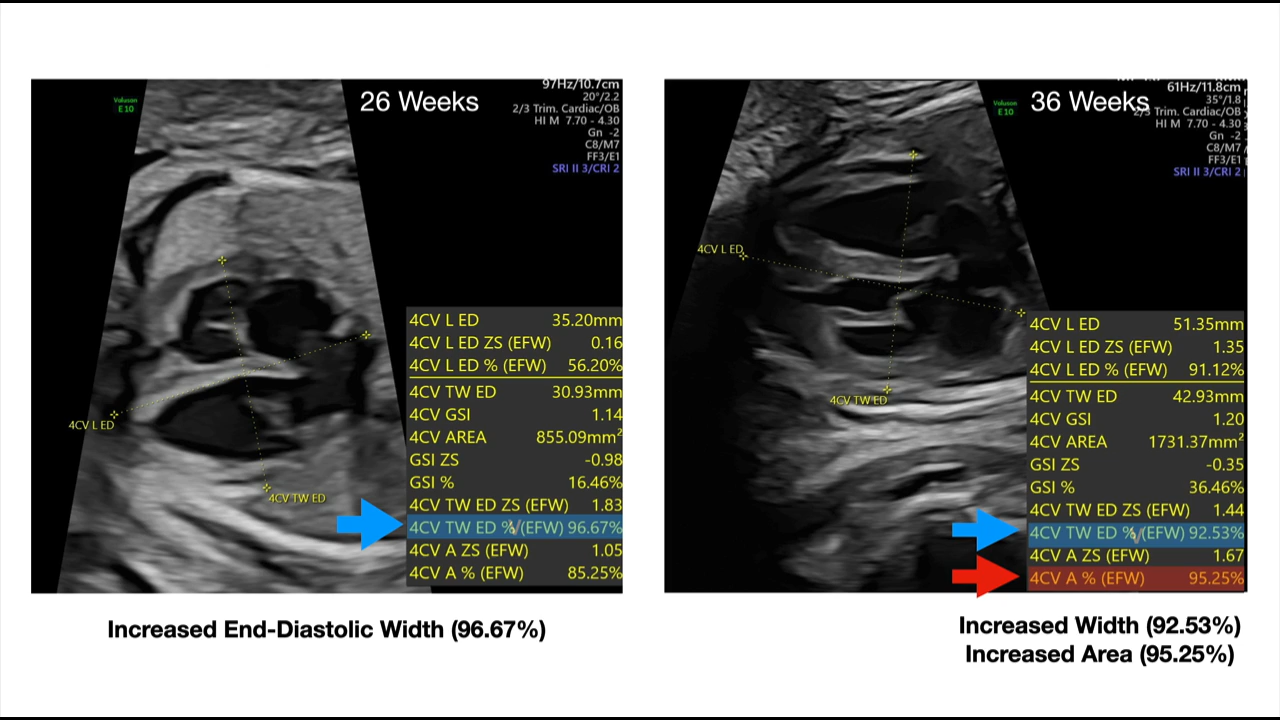 97Hz/10.7cm
Voluson
E10
26 Weeks
20°/2.2
2/3 Trim. Cardiac/OB
HI M 7.70 - 4.30
Gn -2
C8/M7
FF3/E1
SRI II 3/CRI 2
4CV L ED
4CV TW ED
4CV L ED 35.20mm
4CV L ED ZS (EFW) 0.16
4CV L ED % (EFW) 56.20%
4CV TW ED 30.93mm
4CV GSI 1.14
4CV AREA 855.09mm²
GSI ZS -0.98
GSI % 16.46%
4CV TW ED ZS (EFW) 1.83
4CV TW ED % (EFW) 96.67%
4CV A ZS (EFW) 1.05
4CV A % (EFW) 85.25%
Increased End-Diastolic Width (96.67%)
61Hz/11.8cm
Voluson
E10
36 Weeks
35°/1.8
2/3 Trim. Cardiac/OB
HI M 7.70 - 4.30
Gn -2
C8/M7
FF3/E1
SRI II 3/CRI 2
4CV L ED
4CV TW ED
4CV L ED 51.35mm
4CV L ED ZS (EFW) 1.35
4CV L ED % (EFW) 91.12%
4CV TW ED 42.93mm
4CV GSI 1.20
4CV AREA 1731.37mm²
GSI ZS -0.35
GSI % 36.46%
4CV TW ED ZS (EFW) 1.44
4CV TW ED % (EFW) 92.53%
4CV A ZS (EFW) 1.67
4CV A % (EFW) 95.25%
Increased Width (92.53%)
Increased Area (95.25%)